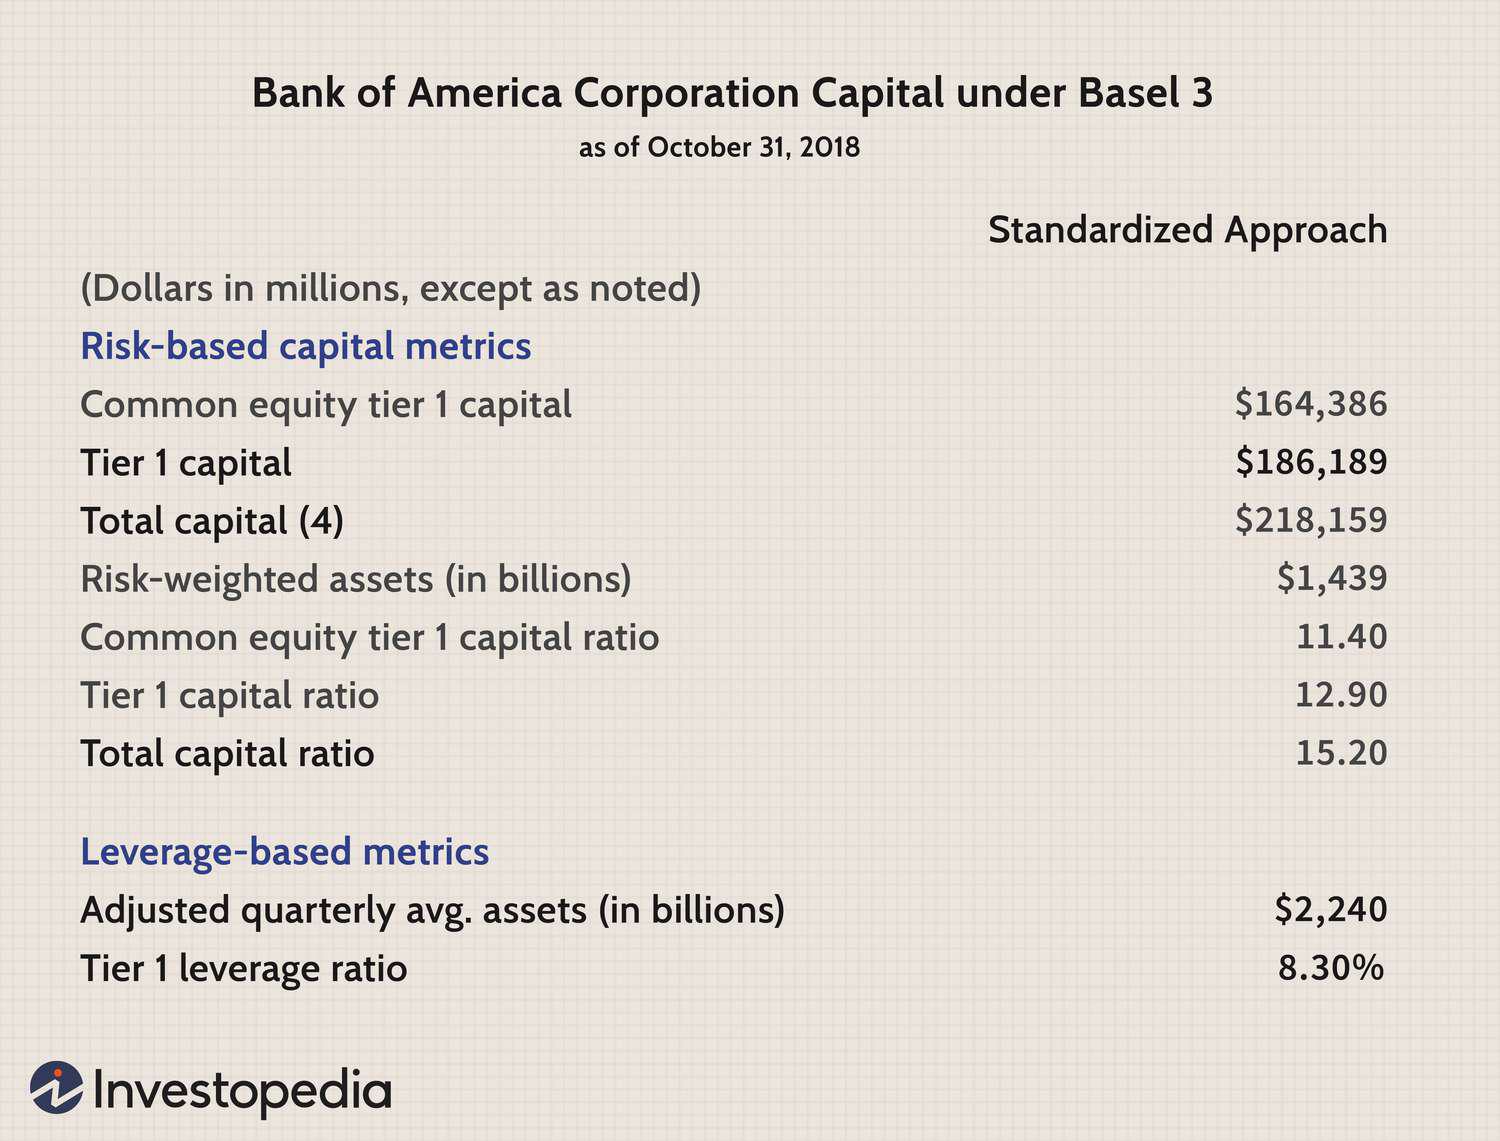 Bank of America Corporation Capital under Basel 3
as of October 31, 2018
Standardized Approach
(Dollars in millions, except as noted)
Risk-based capital metrics
Common equity tier 1 capital $164,386
Tier 1 capital $186,189
Total capital (4) $218,159
Risk-weighted assets (in billions) $1,439
Common equity tier 1 capital ratio 11.40
Tier 1 capital ratio 12.90
Total capital ratio 15.20
Leverage-based metrics
Adjusted quarterly avg. assets (in billions) $2,240
Tier 1 leverage ratio 8.30%
Investopedia